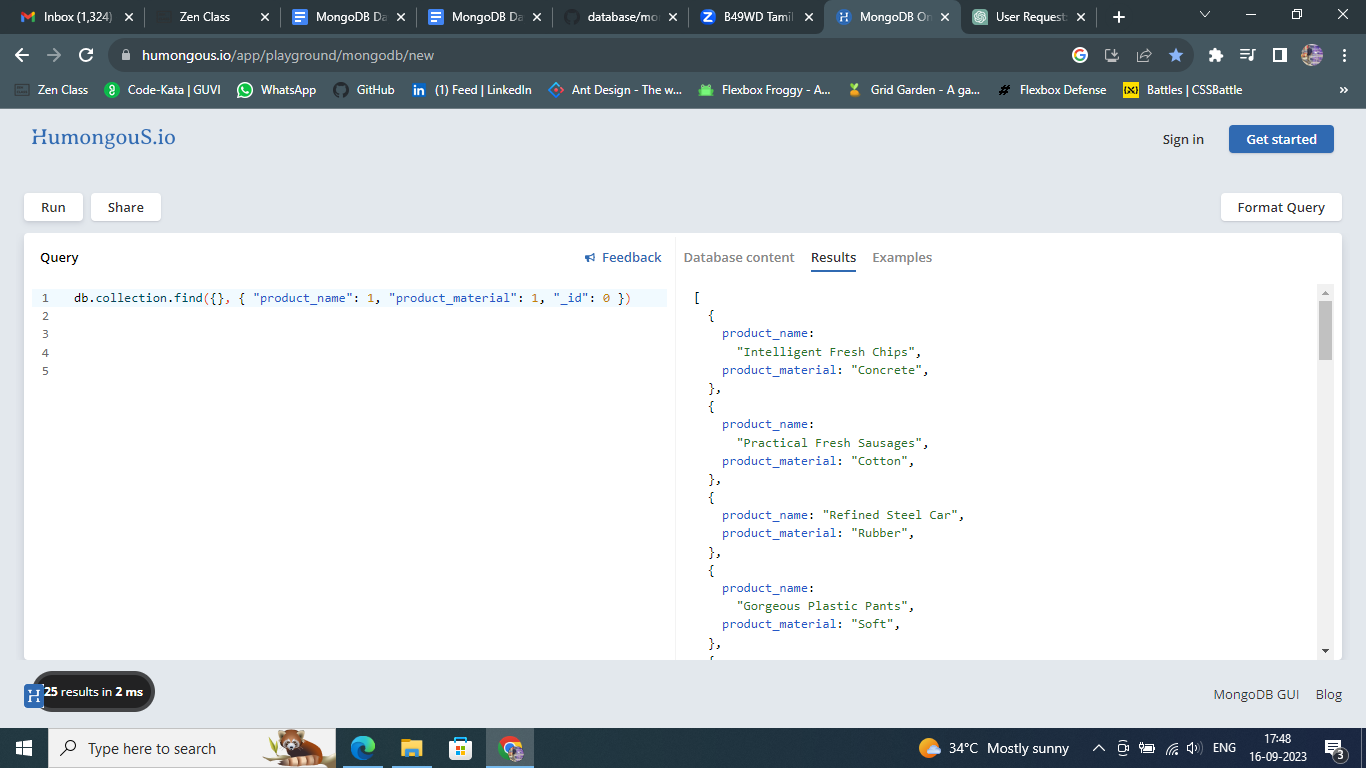 Inbox (1,324)
Zen Class
MongoDB Da
MongoDB Da
database/mo
B49WD Tamil
MongoDB On
User Request
humongous.io/app/playground/mongodb/new
Zen Class
Code-Kata | GUVI
WhatsApp
GitHub
(1) Feed | LinkedIn
Ant Design - The w...
Flexbox Froggy - A...
Grid Garden - A ga...
Flexbox Defense
Battles | CSSBattle
»
HumongouS.io
Sign in
Get started
Run
Share
Format Query
Query
Feedback
1 db.collection.find({}, { "product_name": 1, "product_material": 1, "_id": 0 })
2
3
4
5
Database content
Results
Examples
[
{
product_name:
"Intelligent Fresh Chips",
product_material: "Concrete",
},
{
product_name:
"Practical Fresh Sausages",
product_material: "Cotton",
},
{
product_name: "Refined Steel Car",
product_material: "Rubber",
},
{
product_name:
"Gorgeous Plastic Pants",
product_material: "Soft",
},
{
H
25 results in 2 ms
MongoDB GUI
Blog
Type here to search
34°C Mostly sunny
ENG
17:48
16-09-2023
3